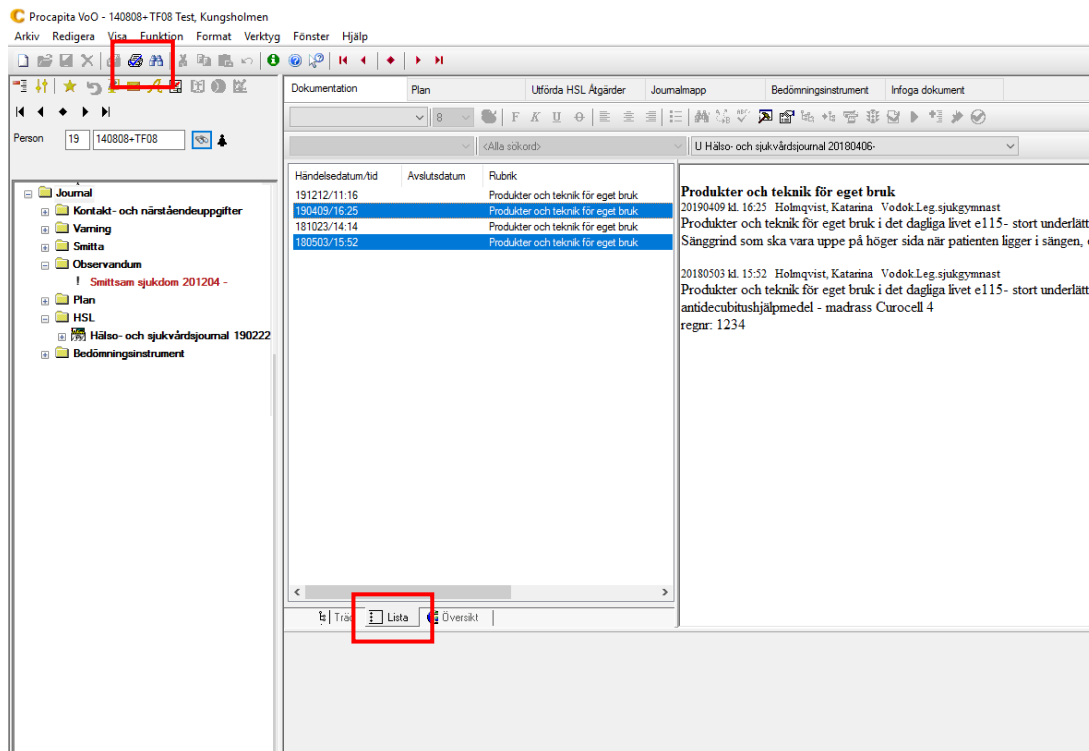 Procapita VoO - 140808+TF08 Test, Kungsholmen
Arkiv Redigera Visa Funktion Format Verktyg Fönster Hjälp
Person 19 140808+TF08
Journal
Kontakt- och närståendeuppgifter
Varning
Smitta
Observandum
! Smittsam sjukdom 201204 -
Plan
HSL
Hälso- och sjukvårdsjournal 190222
Bedömningsinstrument
Dokumentation Plan Utförda HSL Åtgärder Journalmapp Bedömningsinstrument Infoga dokument
8 F K U
<Alla sökord> U Hälso- och sjukvårdsjournal 20180406-
Händelsedatum/tid Avslutsdatum Rubrik
191212/11:16 Produkter och teknik för eget bruk
190409/16:25 Produkter och teknik för eget bruk
181023/14:14 Produkter och teknik för eget bruk
180503/15:52 Produkter och teknik för eget bruk
Träd Lista Översikt
Produkter och teknik för eget bruk
20190409 kl. 16:25 Holmqvist, Katarina Vodok.Leg.sjukgymnast
Produkter och teknik för eget bruk i det dagliga livet e115- stort underlätt
Sänggrind som ska vara uppe på höger sida när patienten ligger i sängen,
20180503 kl. 15:52 Holmqvist, Katarina Vodok.Leg.sjukgymnast
Produkter och teknik för eget bruk i det dagliga livet e115- stort underlätt
antidecubitushjälpmedel - madrass Curocell 4
regnr: 1234